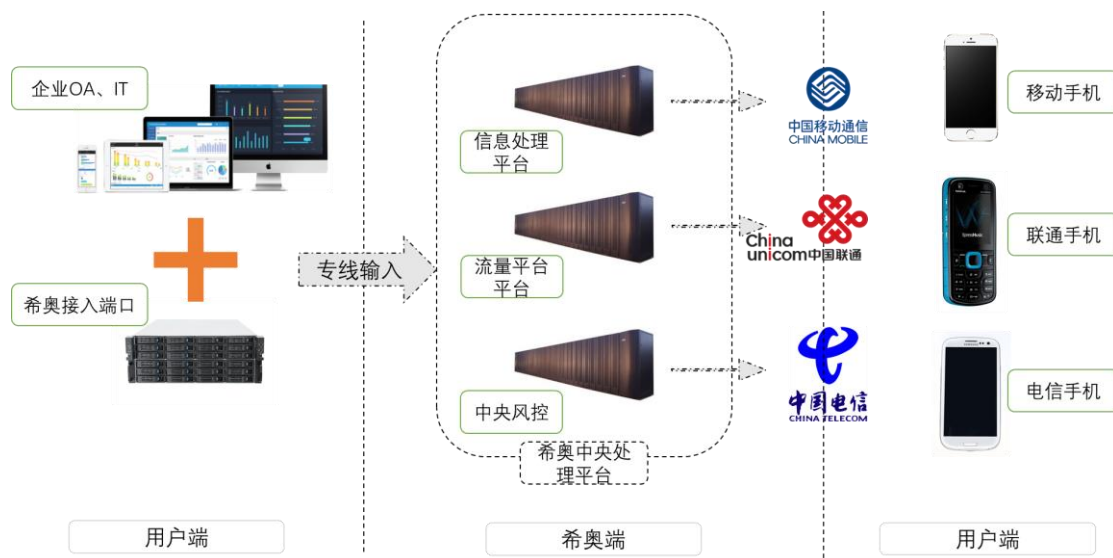 企业OA、IT
希奥接入端口
用户端
专线输入
信息处理
平台
流量平台
平台
中央风控
希奥中央处
理平台
希奥端
中国移动通信
CHINA MOBILE
China
unicom中国联通
中国电信
CHINA TELECOM
移动手机
联通手机
电信手机
用户端